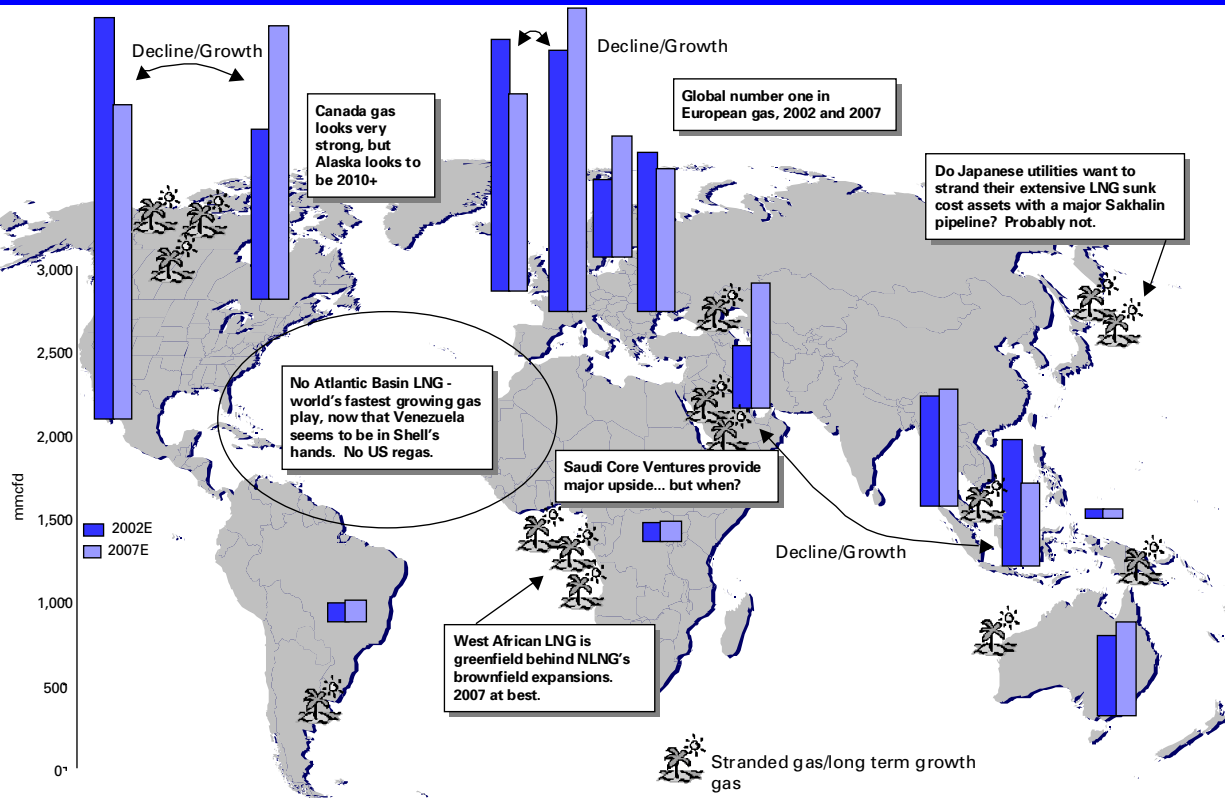 Decline/Growth
Decline/Growth
Canada gas
looks very
strong, but
Alaska looks to
be 2010+
Global number one in
European gas, 2002 and 2007
Do Japanese utilities want to
strand their extensive LNG sunk
cost assets with a major Sakhalin
pipeline? Probably not.
3,000
2,500
2,000
1,500
1,000
500
0
mmcfd
2002E
2007E
No Atlantic Basin LNG -
world's fastest growing gas
play, now that Venezuela
seems to be in Shell's
hands. No US regas.
Saudi Core Ventures provide
major upside... but when?
Decline/Growth
West African LNG is
greenfield behind NLNG's
brownfield expansions.
2007 at best.
Stranded gas/long term growth
gas